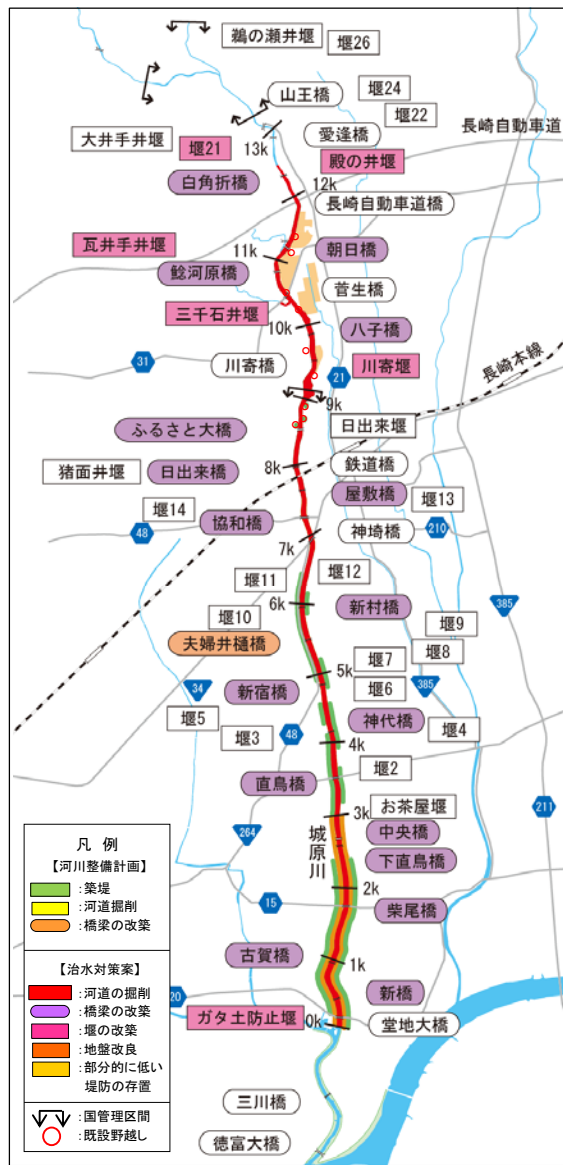 鵜の瀬井堰
堰26
山王橋
堰24
堰22
大井手井堰
堰21
13k
愛逢橋
長崎自動車道
殿の井堰
白角折橋
12k
長崎自動車道橋
瓦井手井堰
11k
朝日橋
鯰河原橋
菅生橋
三千石井堰
10k
八子橋
31
川寄橋
21
川寄堰
長崎本線
9k
ふるさと大橋
日出来堰
猪面井堰
日出来橋
8k
鉄道橋
堰14
屋敷橋
堰13
48
協和橋
7k
神埼橋
210
堰11
堰12
堰10
6k
新村橋
385
堰9
夫婦井樋橋
堰8
5k
堰7
34
新宿橋
堰6
385
堰5
堰3
48
神代橋
堰4
4k
直鳥橋
堰2
3k
お茶屋堰
211
264
城原川
中央橋
下直鳥橋
2k
15
柴尾橋
古賀橋
1k
新橋
20
ガタ土防止堰
0k
堂地大橋
三川橋
徳富大橋
凡 例
【河川整備計画】
:築堤
:河道掘削
:橋梁の改築
【治水対策案】
:河道の掘削
:橋梁の改築
:堰の改築
:地盤改良
:部分的に低い
堤防の存置
:国管理区間
:既設野越し